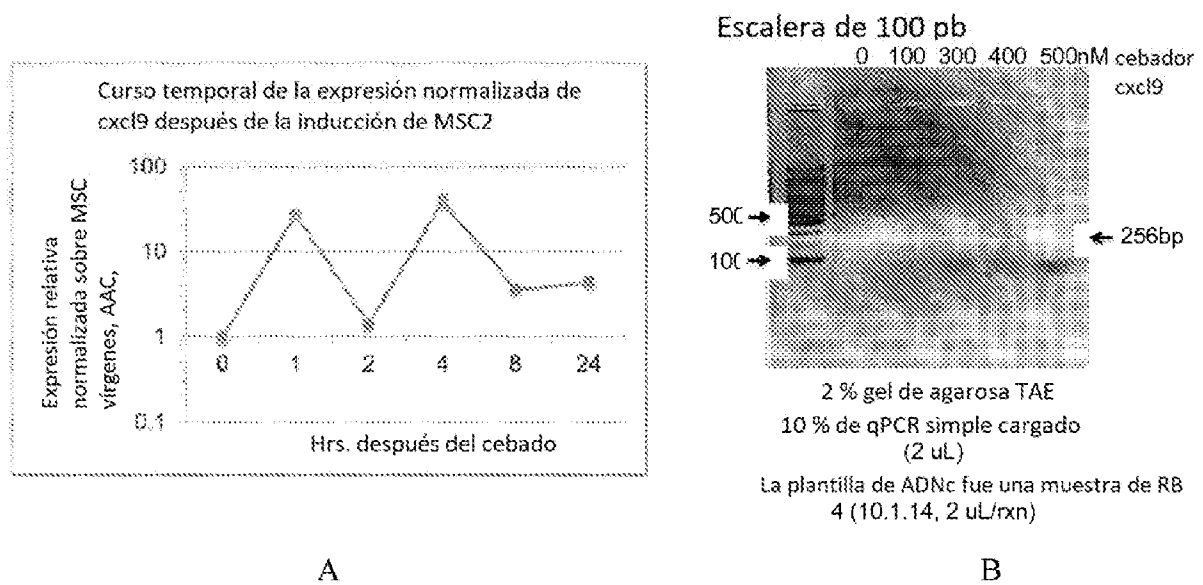 Curso temporal de la expresión normalizada de
cxcl9 después de la inducción de MSC2
Expresión relativa
normalizada sobre MSC
vírgenes, AAC,
100
10
1
0.1
0 1 2 4 8 24
Hrs. después del cebado
A
Escalera de 100 pb
0 100 300 400 500nM cebador
cxcl9
500
100
256bp
2 % gel de agarosa TAE
10 % de qPCR simple cargado
(2 uL)
La plantilla de ADNc fue una muestra de RB
4 (10.1.14, 2 uL/rxn)
B